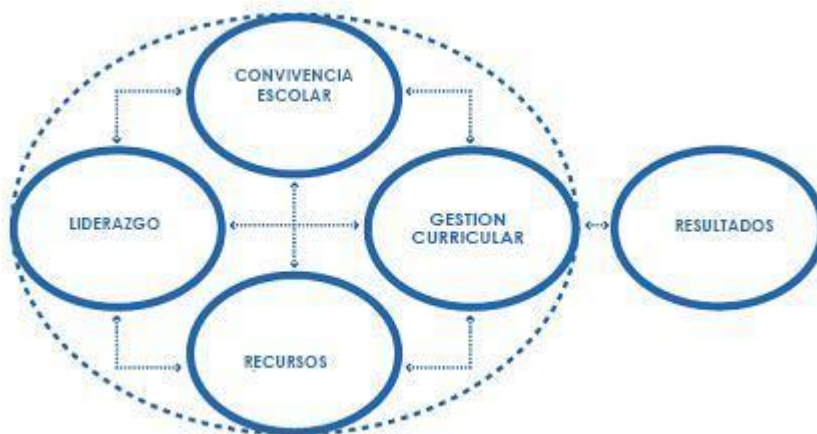 CONVIVENCIA
ESCOLAR
LIDERAZGO
GESTION
CURRICULAR
RESULTADOS
RECURSOS